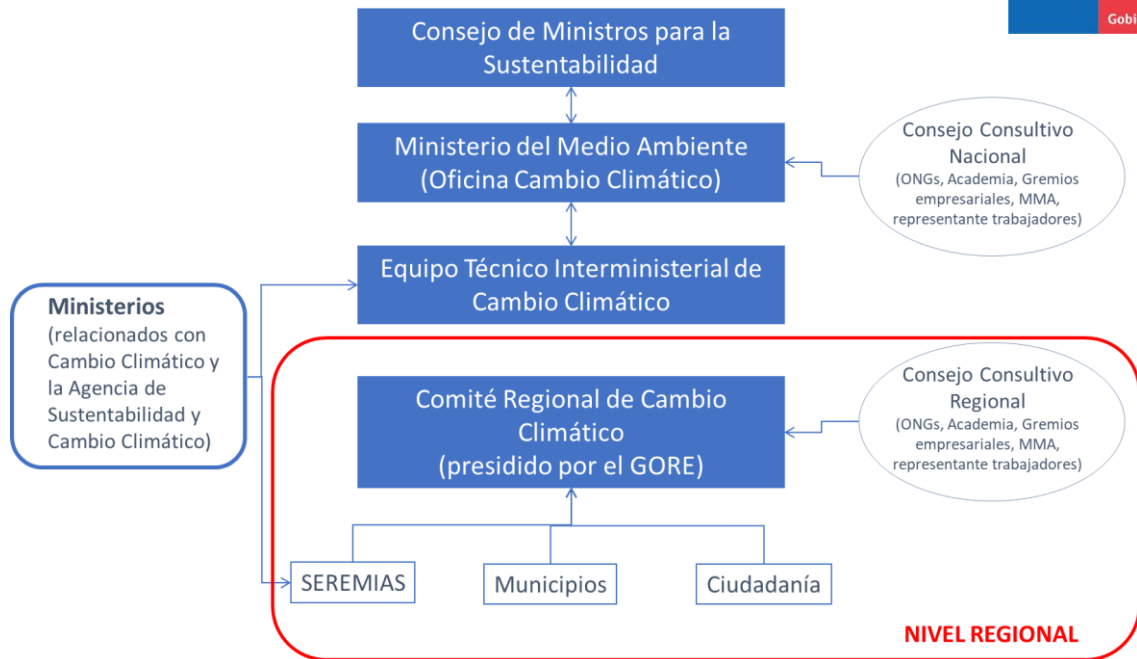 Gobi
Consejo de Ministros para la
Sustentabilidad
Ministerio del Medio Ambiente
(Oficina Cambio Climático)
Consejo Consultivo
Nacional
(ONGs, Academia, Gremios
empresariales, MMA,
representante trabajadores)
Equipo Técnico Interministerial de
Cambio Climático
Ministerios
(relacionados con
Cambio Climático y
la Agencia de
Sustentabilidad y
Cambio Climático)
Comité Regional de Cambio
Climático
(presidido por el GORE)
Consejo Consultivo
Regional
(ONGs, Academia, Gremios
empresariales, MMA,
representante trabajadores)
SEREMIAS
Municipios
Ciudadanía
NIVEL REGIONAL